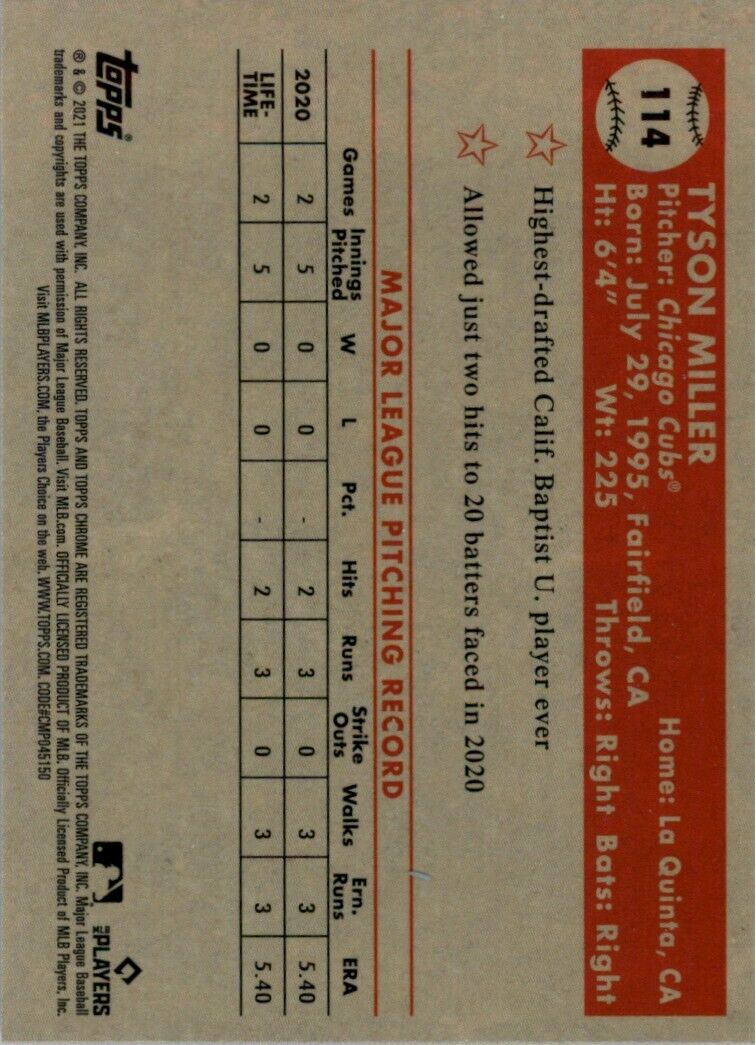 114
TYSON MILLER
Pitcher: Chicago Cubs® Home: La Quinta, CA
Born: July 29, 1995, Fairfield, CA
Ht: 6'4" Wt: 225 Throws: Right Bats: Right
Highest-drafted Calif. Baptist U. player ever
Allowed just two hits to 20 batters faced in 2020
MAJOR LEAGUE PITCHING RECORD
Games Innings Pitched W L Pct. Hits Runs Strike Outs Walks Ern. Runs ERA
2020 2 5 0 0 - 2 3 0 3 3 5.40
LIFE-TIME 2 5 0 0 - 2 3 0 3 3 5.40
topps®
MLB PLAYERS
® & © 2021 THE TOPPS COMPANY, INC. ALL RIGHTS RESERVED. TOPPS AND TOPPS CHROME ARE REGISTERED TRADEMARKS OF THE TOPPS COMPANY, INC. Major League Baseball
trademarks and copyrights are used with permission of Major League Baseball. Visit MLB.com. OFFICIALLY LICENSED PRODUCT OF MLB. Officially Licensed Product of MLB Players, Inc.
Visit MLBPLAYERS.COM, the Players Choice on the web. WWW.TOPPS.COM. CODE#CMP045150